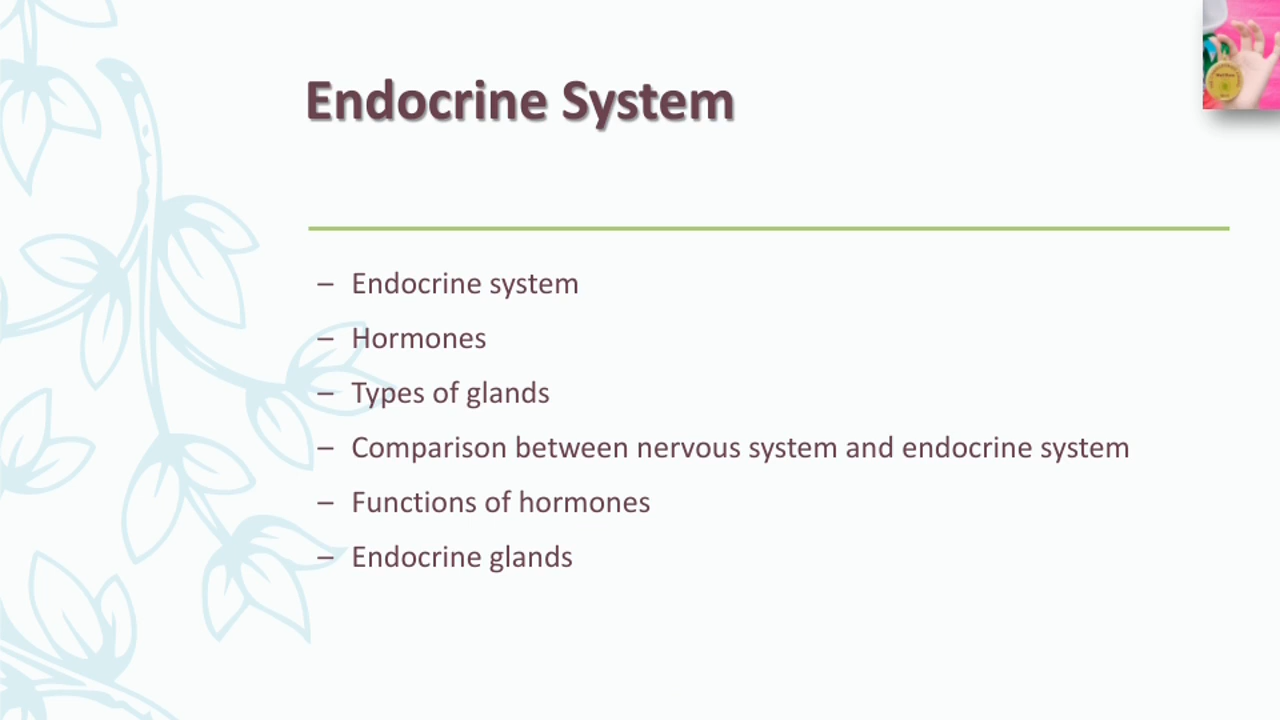 Endocrine System
– Endocrine system
– Hormones
– Types of glands
– Comparison between nervous system and endocrine system
– Functions of hormones
– Endocrine glands